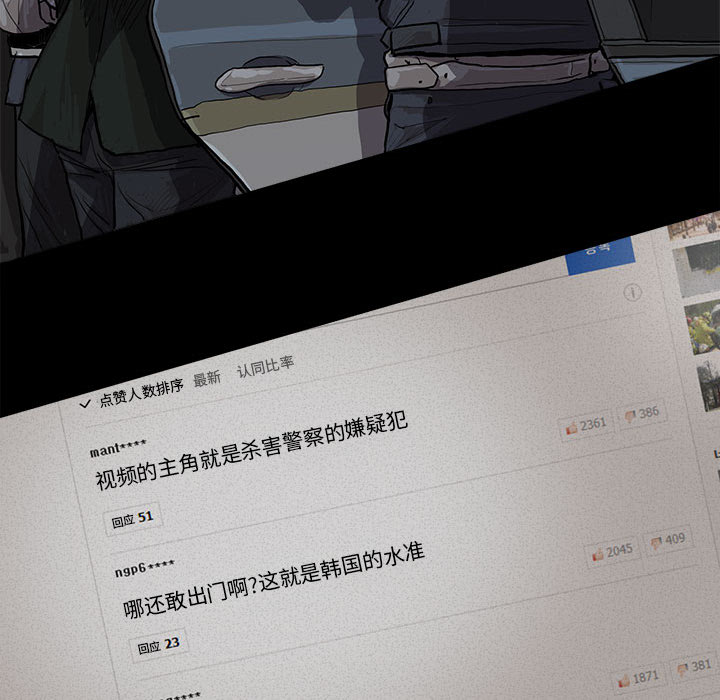 등록
点赞人数排序 最新 认同比率
mant****
视频的主角就是杀害警察的嫌疑犯
2361 386
回应 51
ngp6****
哪还敢出门啊?这就是韩国的水准
2045 409
回应 23
1871 381